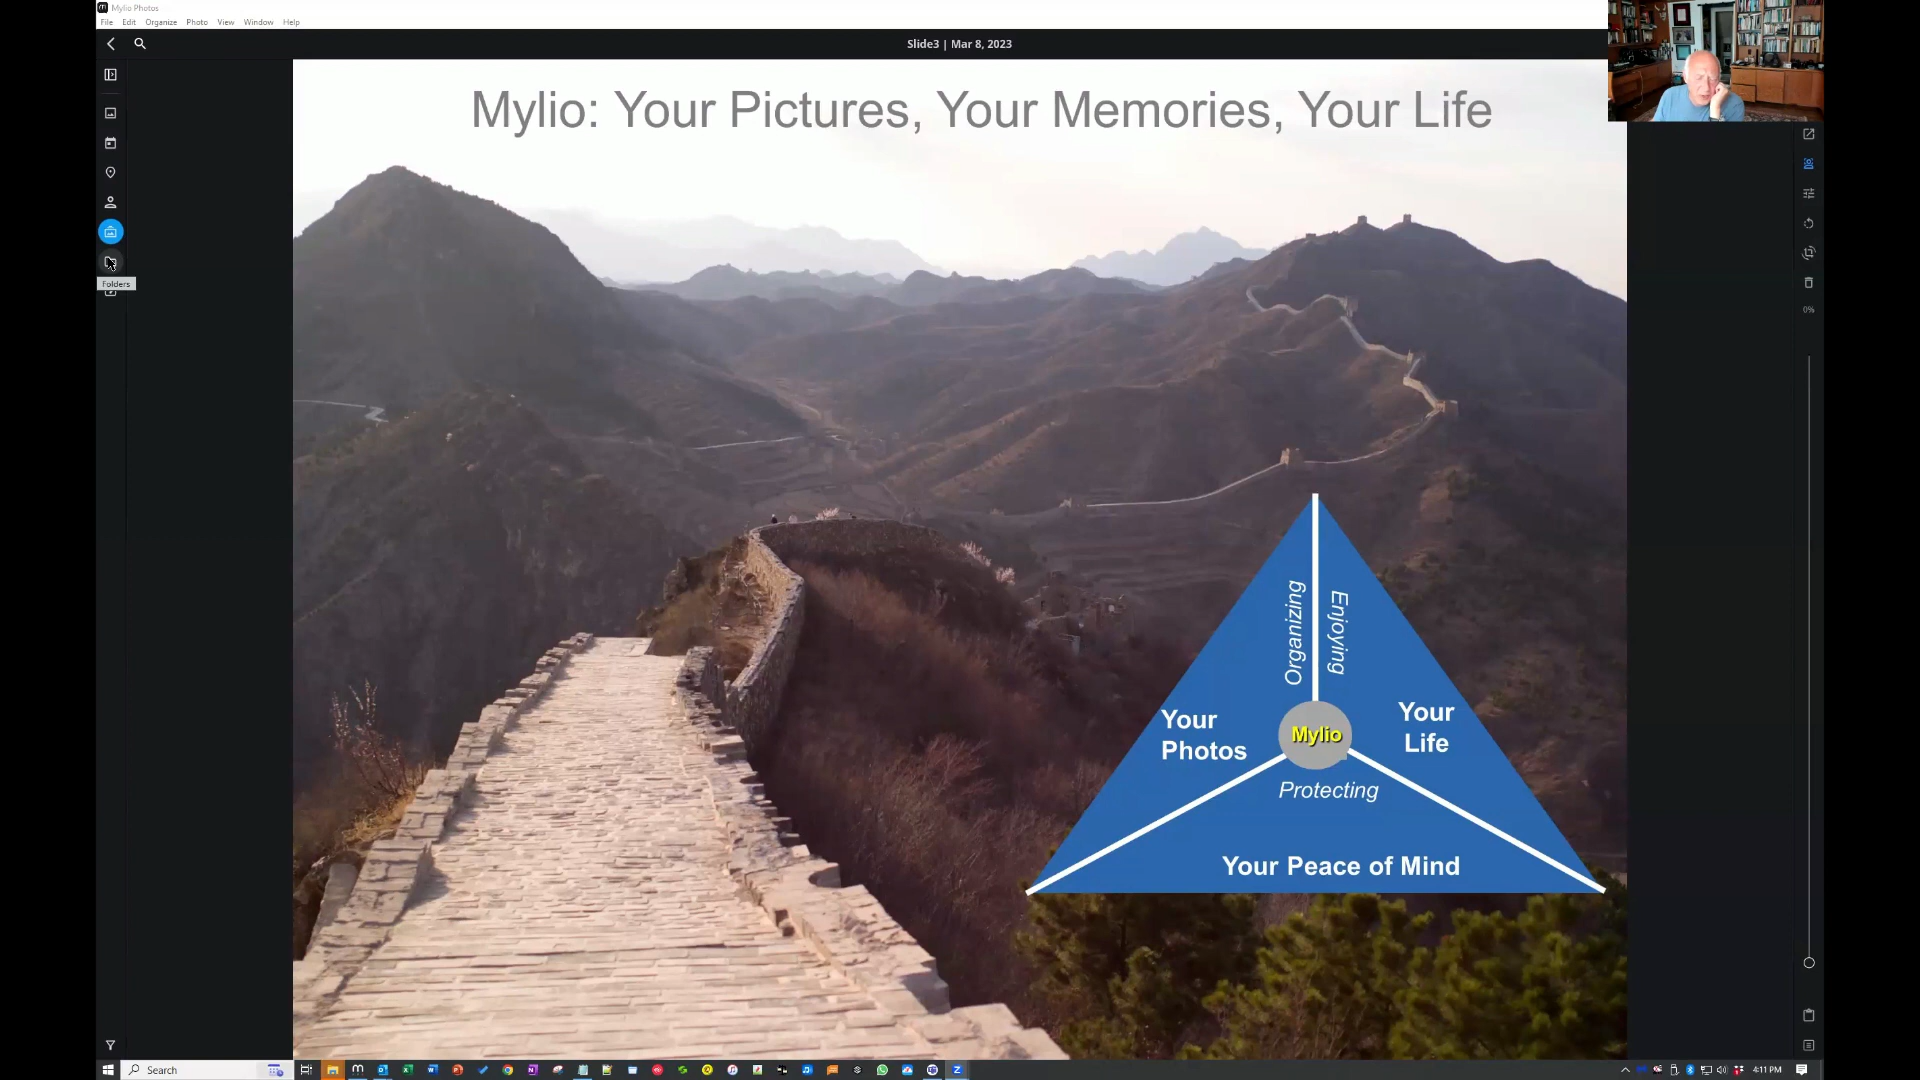 Mylio Photos
File Edit Organize Photo View Window Help
Slide3 | Mar 8, 2023
Mylio: Your Pictures, Your Memories, Your Life
Folders
0%
Organizing
Enjoying
Your
Photos
Mylio
Your
Life
Protecting
Your Peace of Mind
Search
4:11 PM